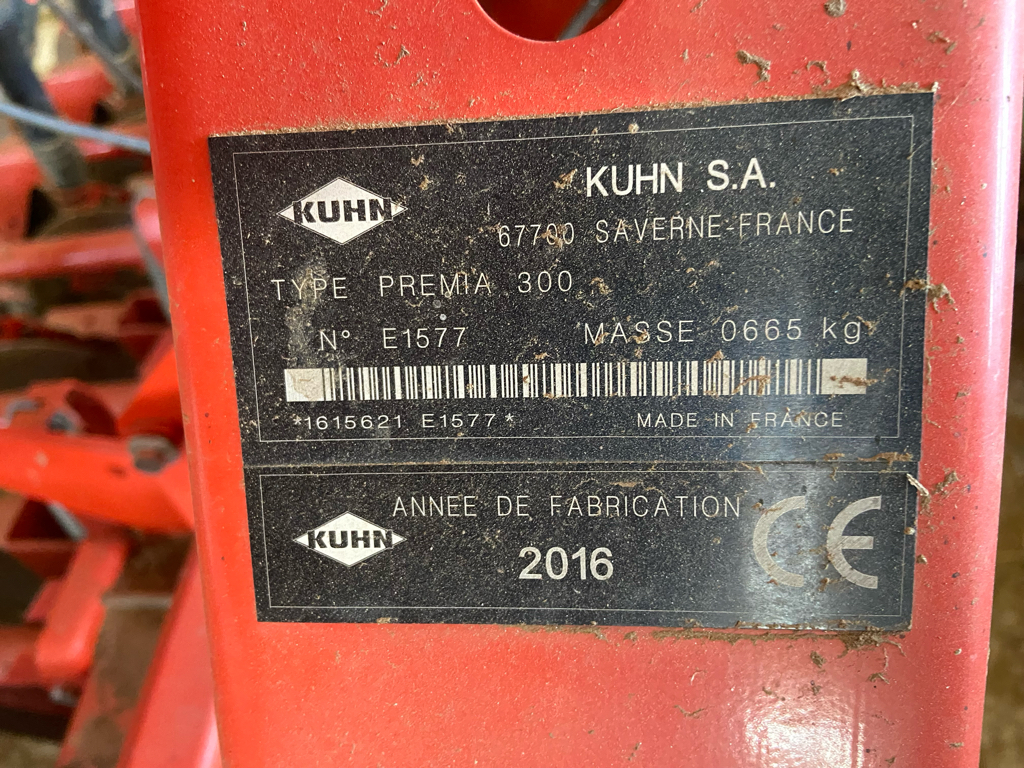 KUHN
KUHN S.A.
67700 SAVERNE-FRANCE
TYPE PREMIA 300
N° E1577 MASSE 0665 kg
*1615621 E1577*
MADE IN FRANCE
KUHN
ANNEE DE FABRICATION
2016
CE